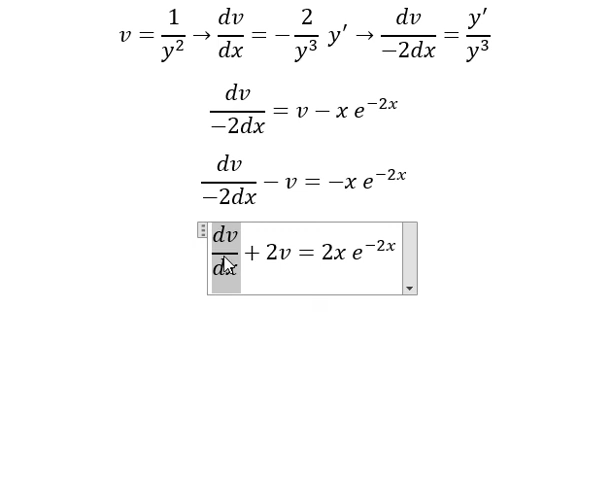 v = 1/y² → dv/dx = − 2/y³ y′ → dv/−2dx = y′/y³
dv/−2dx = v − x e⁻²ˣ
dv/−2dx − v = −x e⁻²ˣ
dv/dx + 2v = 2x e⁻²ˣ